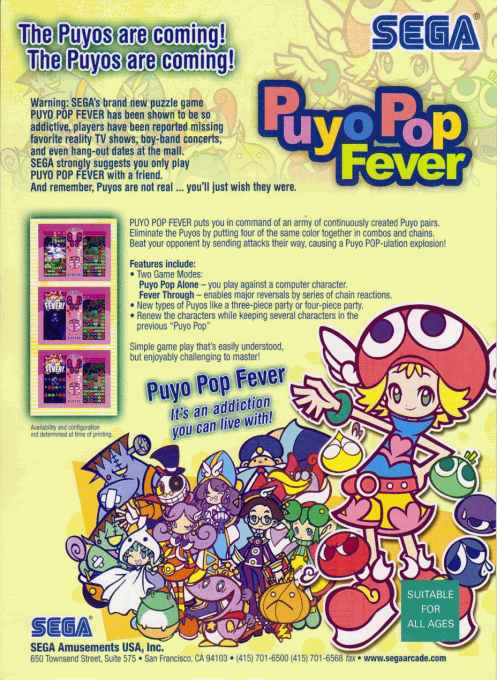 The Puyos are coming!
The Puyos are coming!
SEGA
Warning: SEGA's brand new puzzle game
PUYO POP FEVER has been shown to be so
addictive, players have been reported missing
favorite reality TV shows, boy-band concerts,
and even hang-out dates at the mall.
SEGA strongly suggests you only play
PUYO POP FEVER with a friend.
And remember, Puyos are not real ... you'll just wish they were.
Puyo Pop
Fever
PUYO POP FEVER puts you in command of an army of continuously created Puyo pairs.
Eliminate the Puyos by putting four of the same color together in combos and chains.
Beat your opponent by sending attacks their way, causing a Puyo POP-ulation explosion!
Features include:
• Two Game Modes:
Puyo Pop Alone – you play against a computer character.
Fever Through – enables major reversals by series of chain reactions.
• New types of Puyos like a three-piece party or four-piece party.
• Renew the characters while keeping several characters in the
previous "Puyo Pop"
Simple game play that's easily understood,
but enjoyably challenging to master!
FEVER!
FEVER!
Availability and configuration
not determined at time of printing.
Puyo Pop Fever
It's an addiction
you can live with!
SUITABLE
FOR
ALL AGES
SEGA
SEGA Amusements USA, Inc.
650 Townsend Street, Suite 575 • San Francisco, CA 94103 • (415) 701-6500 (415) 701-6568 fax • www.segaarcade.com